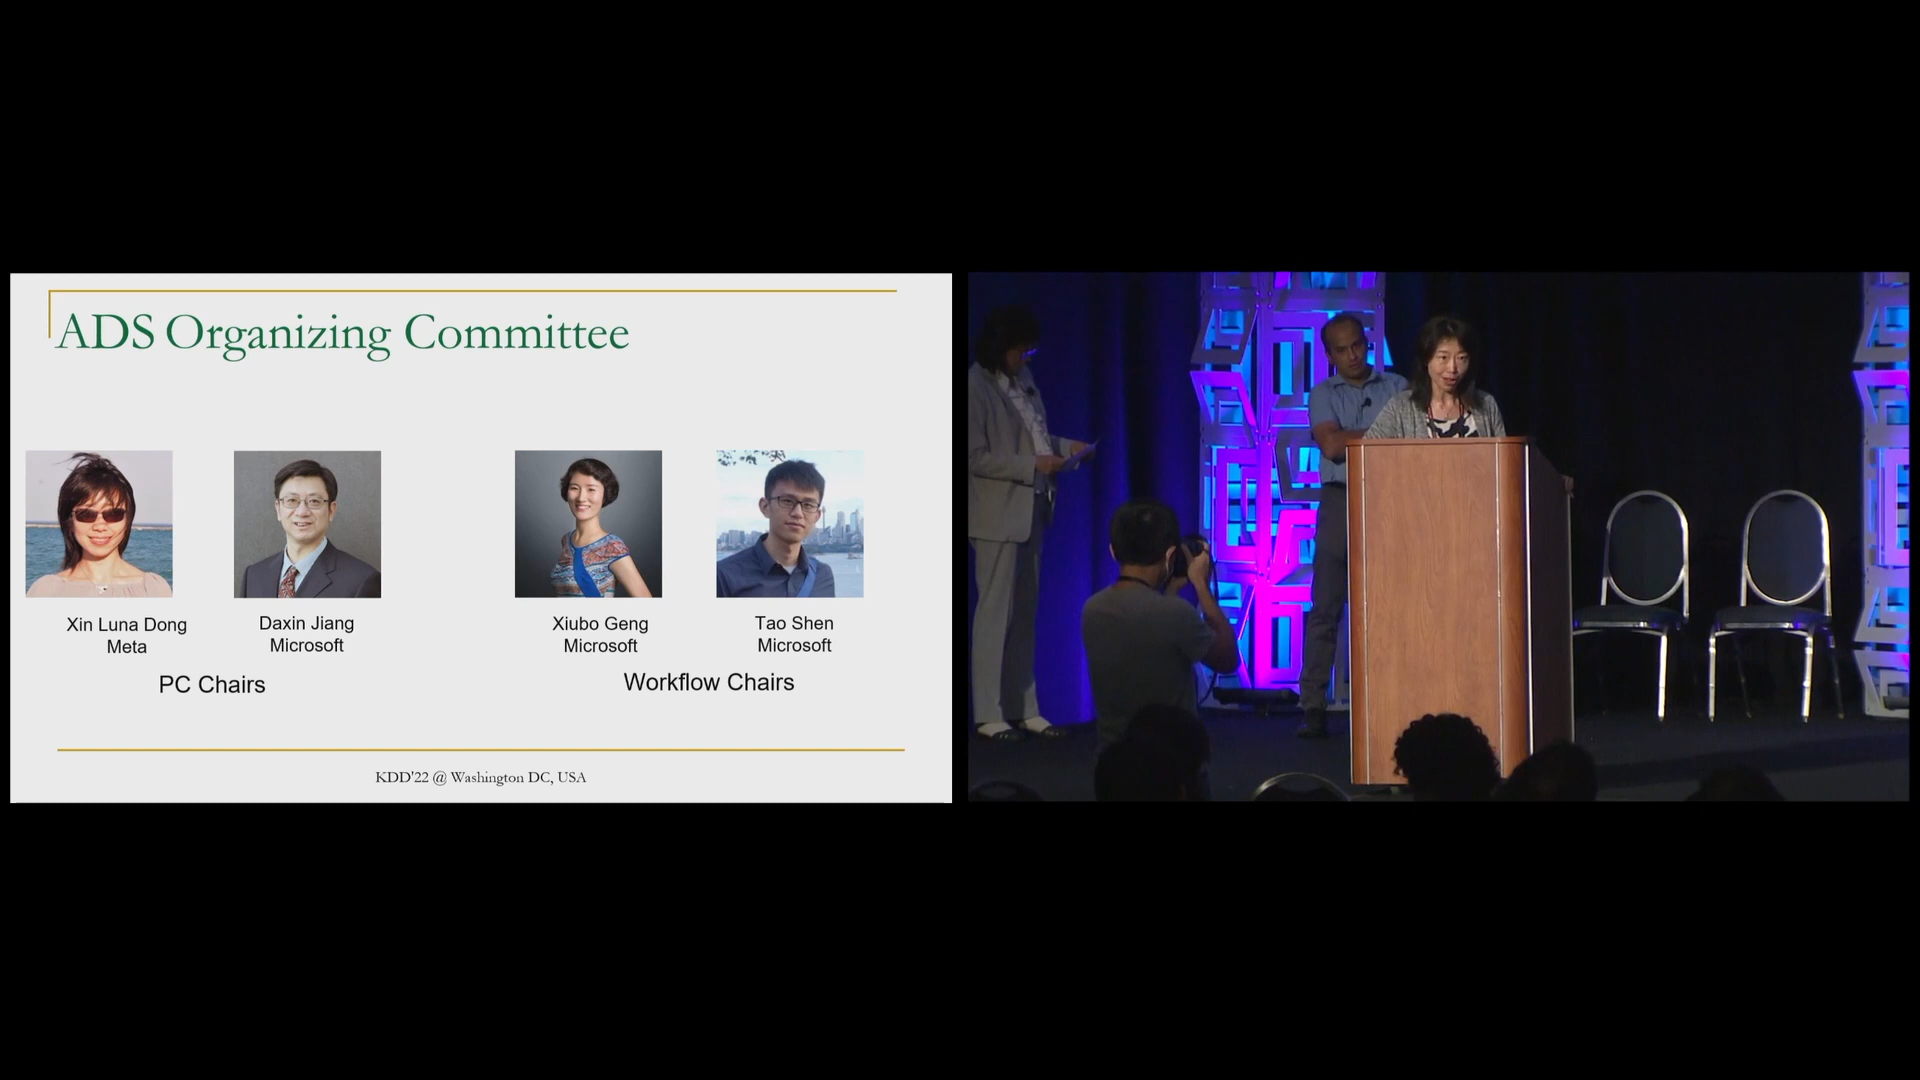 ADS Organizing Committee
Xin Luna Dong
Meta
Daxin Jiang
Microsoft
Xiubo Geng
Microsoft
Tao Shen
Microsoft
PC Chairs
Workflow Chairs
KDD'22 @ Washington DC, USA